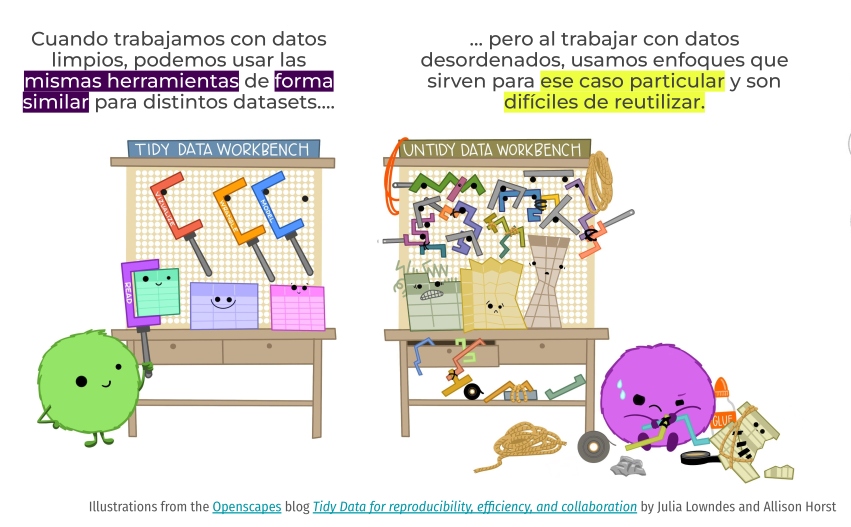 Cuando trabajamos con datos
limpios, podemos usar las
mismas herramientas de forma
similar para distintos datasets....
... pero al trabajar con datos
desordenados, usamos enfoques que
sirven para ese caso particular y son
difíciles de reutilizar.
TIDY DATA WORKBENCH
UNTIDY DATA WORKBENCH
VISUALIZE
MODEL
READ
GLUE
Illustrations from the Openscapes blog Tidy Data for reproducibility, efficiency, and collaboration by Julia Lowndes and Allison Horst